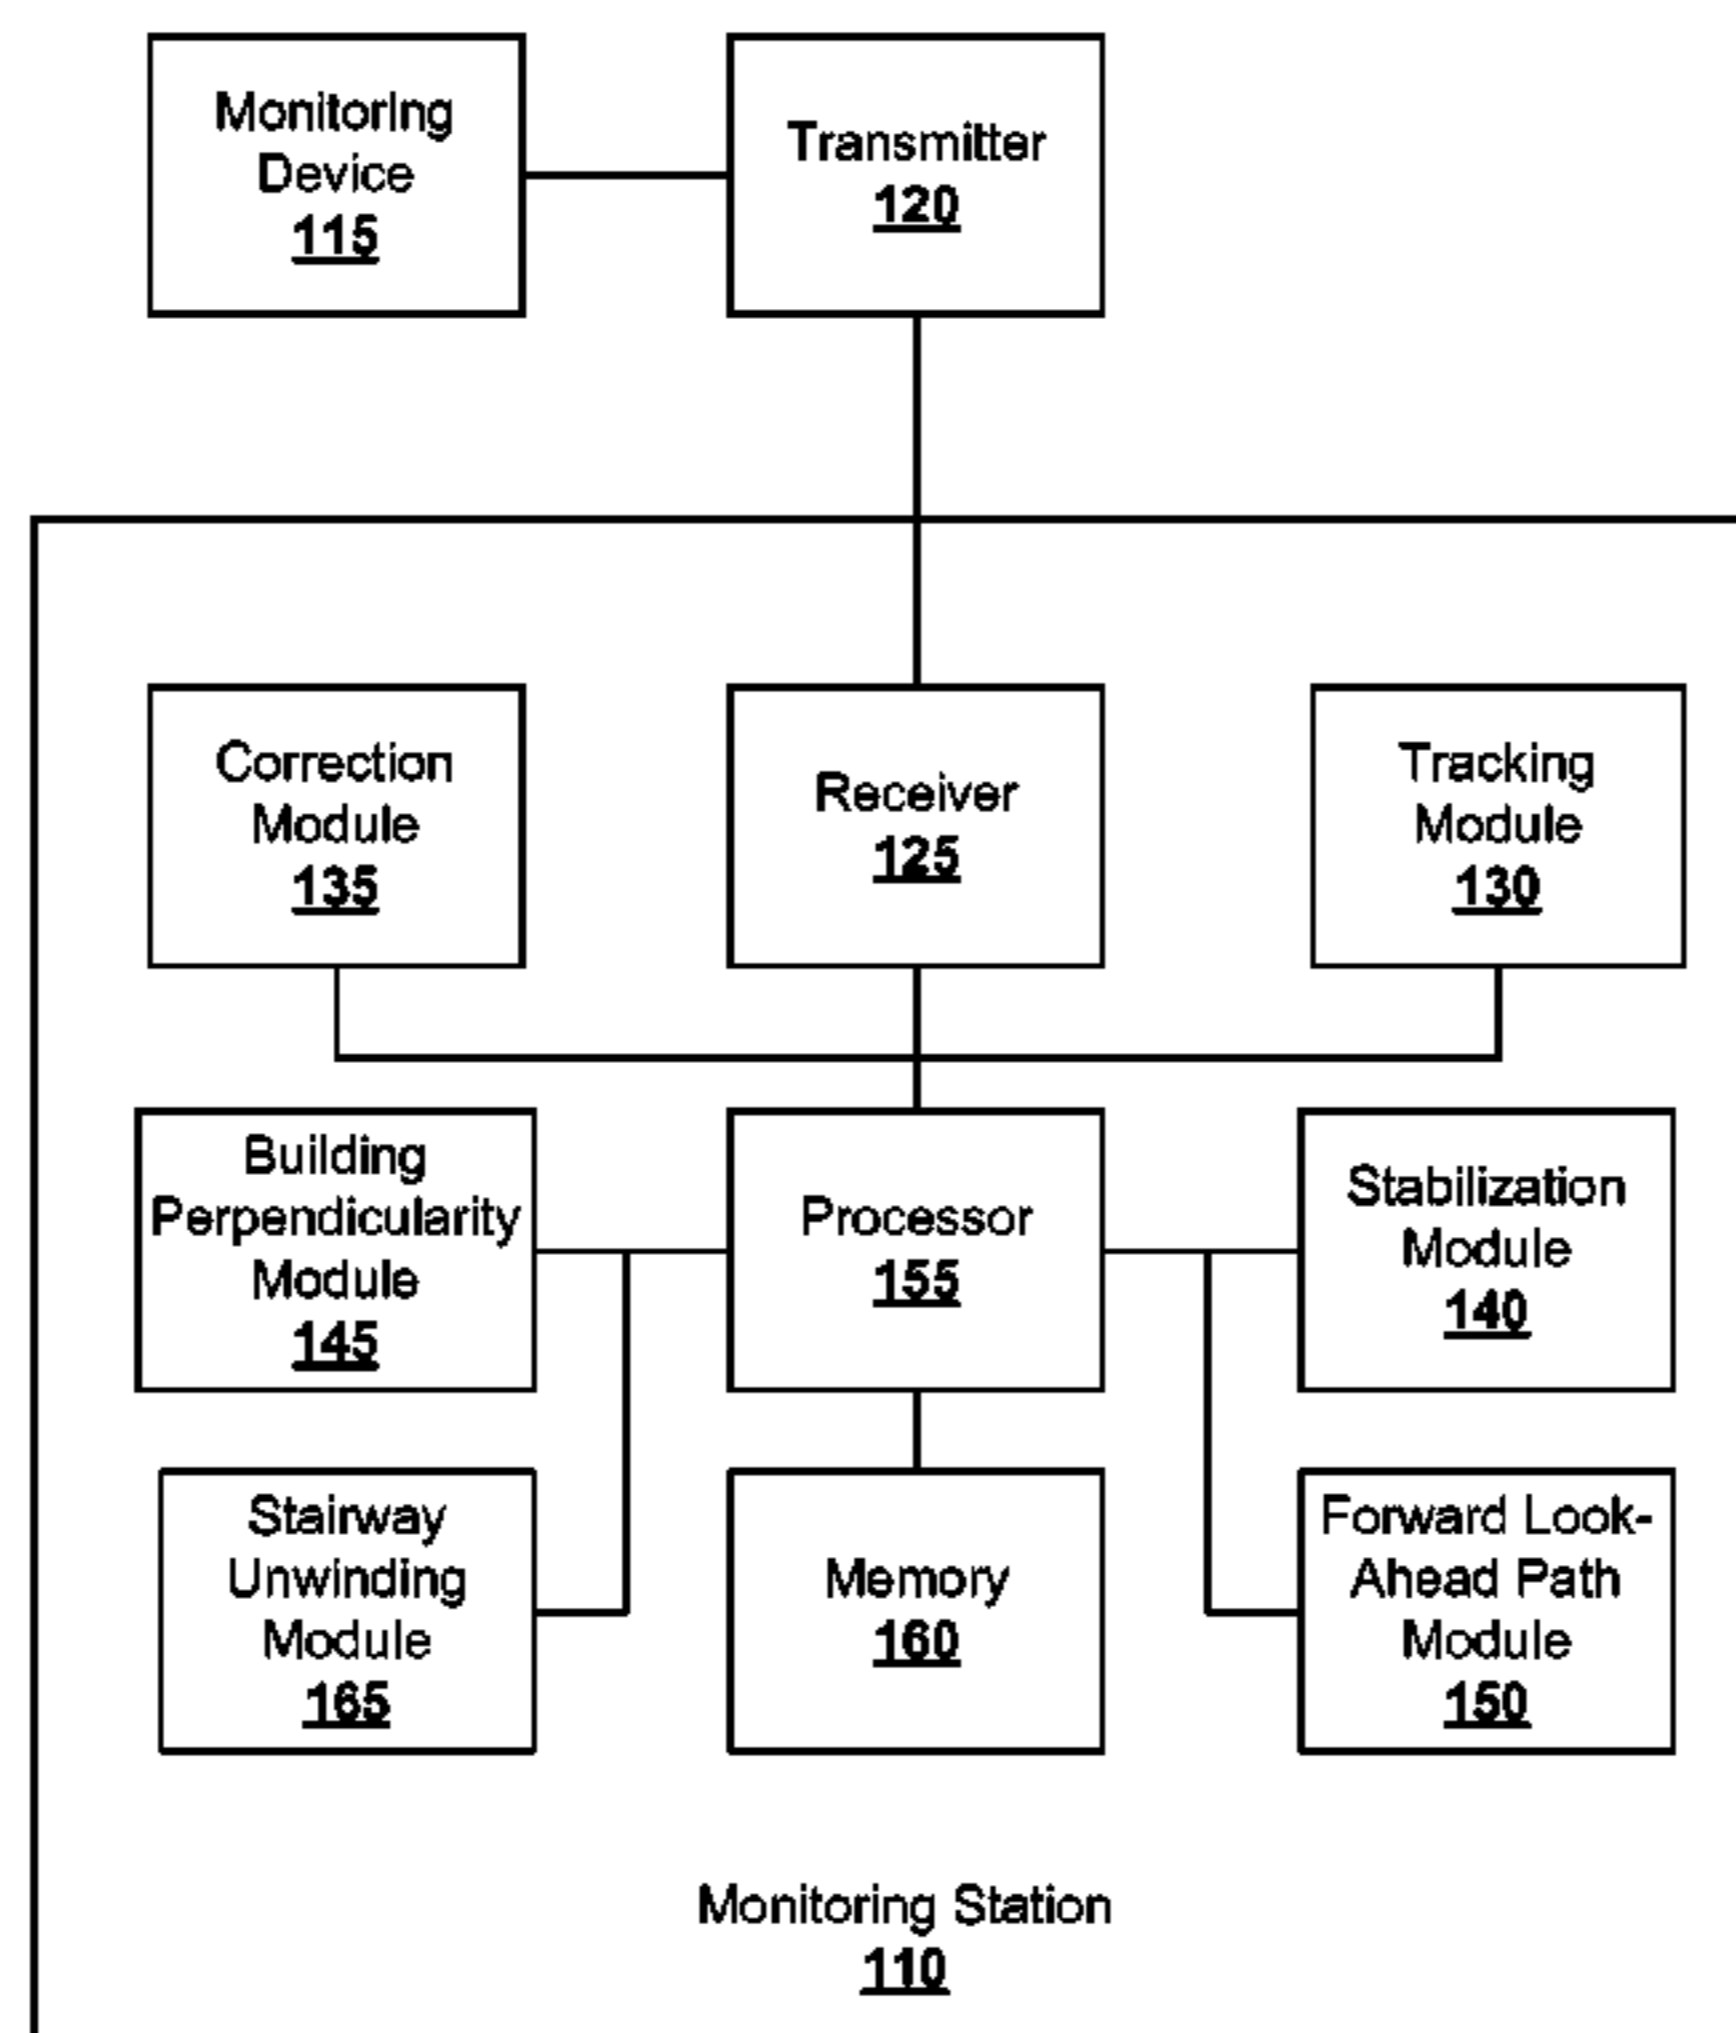 Monitoring
Device
115
Transmitter
120
Correction
Module
135
Receiver
125
Tracking
Module
130
Building
Perpendicularity
Module
145
Processor
155
Stabilization
Module
140
Stairway
Unwinding
Module
165
Memory
160
Forward Look-
Ahead Path
Module
150
Monitoring Station
110